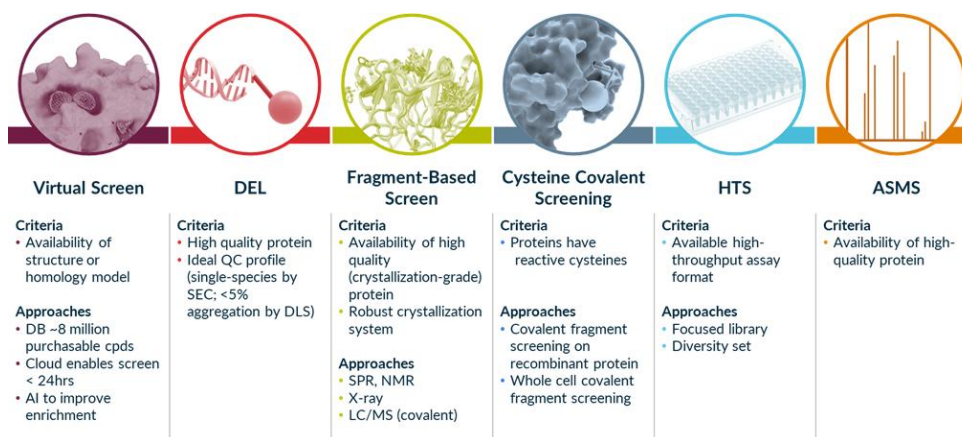 Virtual Screen
Criteria
• Availability of
structure or
homology model
Approaches
• DB ~8 million
purchasable cpds
• Cloud enables screen
< 24hrs
• AI to improve
enrichment
DEL
Criteria
• High quality protein
• Ideal QC profile
(single-species by
SEC; <5%
aggregation by DLS)
Fragment-Based
Screen
Criteria
• Availability of high
quality
(crystallization-grade)
protein
• Robust crystallization
system
Approaches
• SPR, NMR
• X-ray
• LC/MS (covalent)
Cysteine Covalent
Screening
Criteria
• Proteins have
reactive cysteines
Approaches
• Covalent fragment
screening on
recombinant protein
• Whole cell covalent
fragment screening
HTS
Criteria
• Available high-
throughput assay
format
Approaches
• Focused library
• Diversity set
ASMS
Criteria
• Availability of high-
quality protein